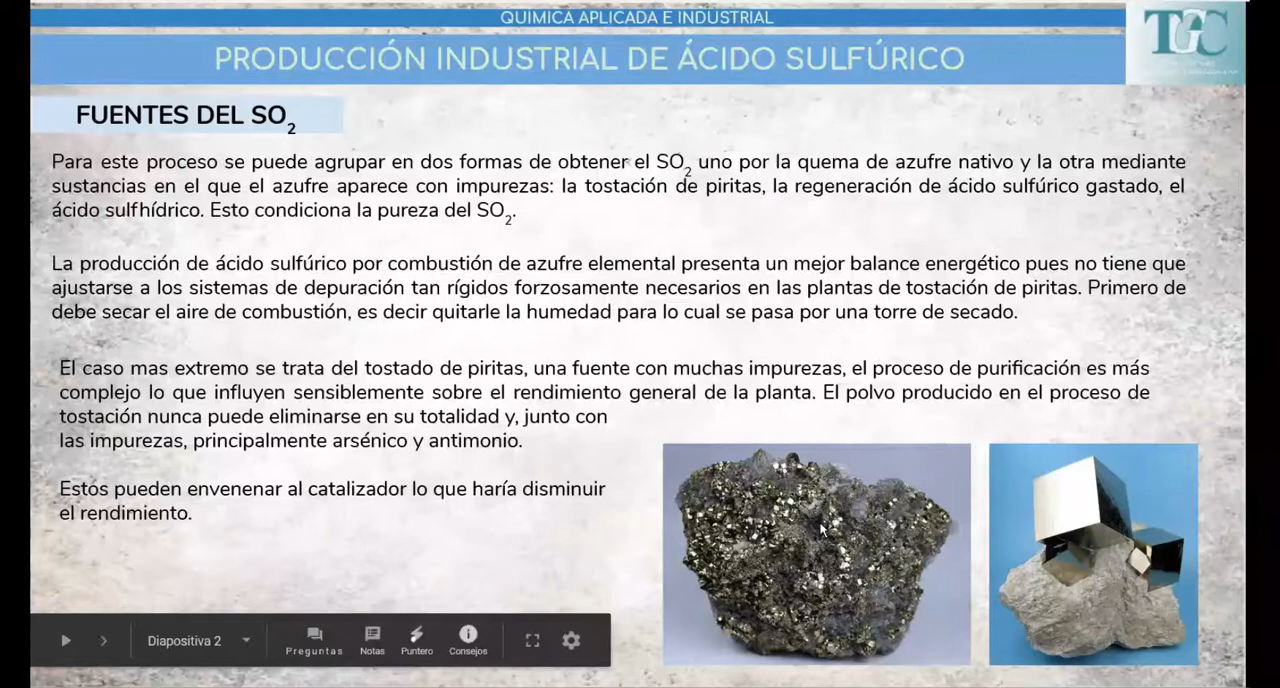 QUIMICA APLICADA E INDUSTRIAL
PRODUCCIÓN INDUSTRIAL DE ÁCIDO SULFÚRICO
TGC
FUENTES DEL SO2
Para este proceso se puede agrupar en dos formas de obtener el SO2 uno por la quema de azufre nativo y la otra mediante
sustancias en el que el azufre aparece con impurezas: la tostación de piritas, la regeneración de ácido sulfúrico gastado, el
ácido sulfhídrico. Esto condiciona la pureza del SO2.
La producción de ácido sulfúrico por combustión de azufre elemental presenta un mejor balance energético pues no tiene que
ajustarse a los sistemas de depuración tan rígidos forzosamente necesarios en las plantas de tostación de piritas. Primero de
debe secar el aire de combustión, es decir quitarle la humedad para lo cual se pasa por una torre de secado.
El caso mas extremo se trata del tostado de piritas, una fuente con muchas impurezas, el proceso de purificación es más
complejo lo que influyen sensiblemente sobre el rendimiento general de la planta. El polvo producido en el proceso de
tostación nunca puede eliminarse en su totalidad y, junto con
las impurezas, principalmente arsénico y antimonio.
Estos pueden envenenar al catalizador lo que haría disminuir
el rendimiento.
Diapositiva 2
Preguntas
Notas
Puntero
Consejos